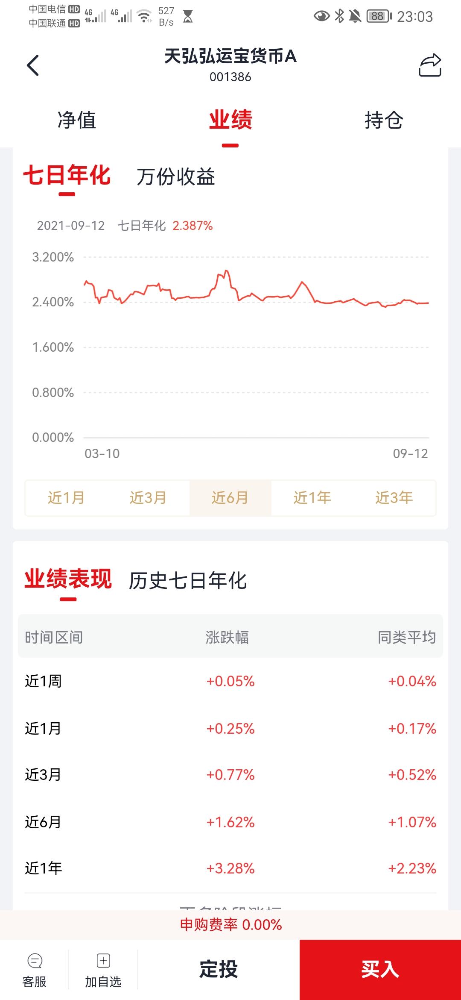 中国电信 HD 4G 4G 527 88 23:03
中国联通 HD B/s
天弘弘运宝货币A
001386
净值 业绩 持仓
七日年化 万份收益
2021-09-12 七日年化 2.387%
3.200%
2.400%
1.600%
0.800%
0.000%
03-10 09-12
近1月 近3月 近6月 近1年 近3年
业绩表现 历史七日年化
时间区间 涨跌幅 同类平均
近1周 +0.05% +0.04%
近1月 +0.25% +0.17%
近3月 +0.77% +0.52%
近6月 +1.62% +1.07%
近1年 +3.28% +2.23%
申购费率 0.00%
客服 加自选 定投 买入